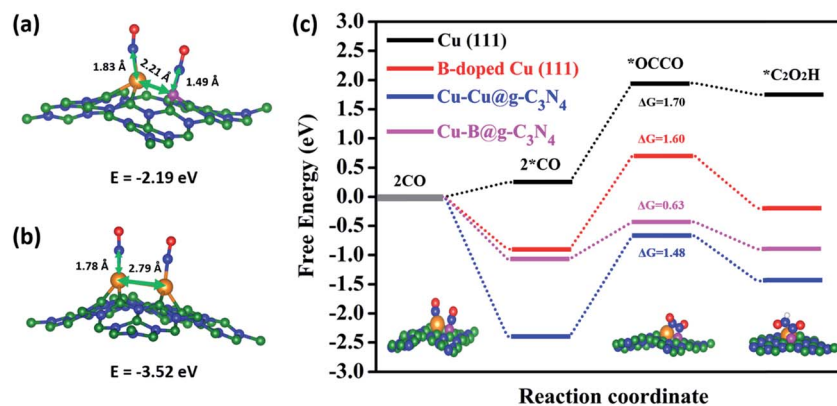 (a)
1.83 Å
2.21 Å
1.49 Å
E = -2.19 eV
(b)
1.78 Å
2.79 Å
E = -3.52 eV
(c)
Free Energy (eV)
3.0
2.5
2.0
1.5
1.0
0.5
0.0
-0.5
-1.0
-1.5
-2.0
-2.5
-3.0
Cu (111)
B-doped Cu (111)
Cu-Cu@g-C₃N₄
Cu-B@g-C₃N₄
2CO
2*CO
*OCCO
*C₂O₂H
ΔG=1.70
ΔG=1.60
ΔG=0.63
ΔG=1.48
Reaction coordinate